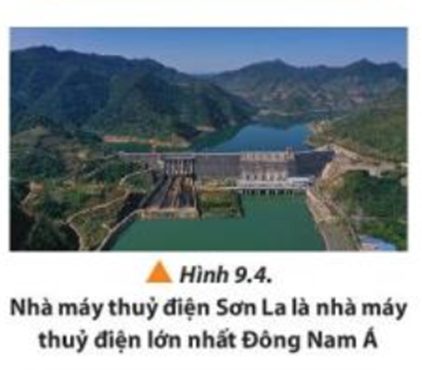 Hình 9.4.
Nhà máy thuỷ điện Sơn La là nhà máy
thuỷ điện lớn nhất Đông Nam Á